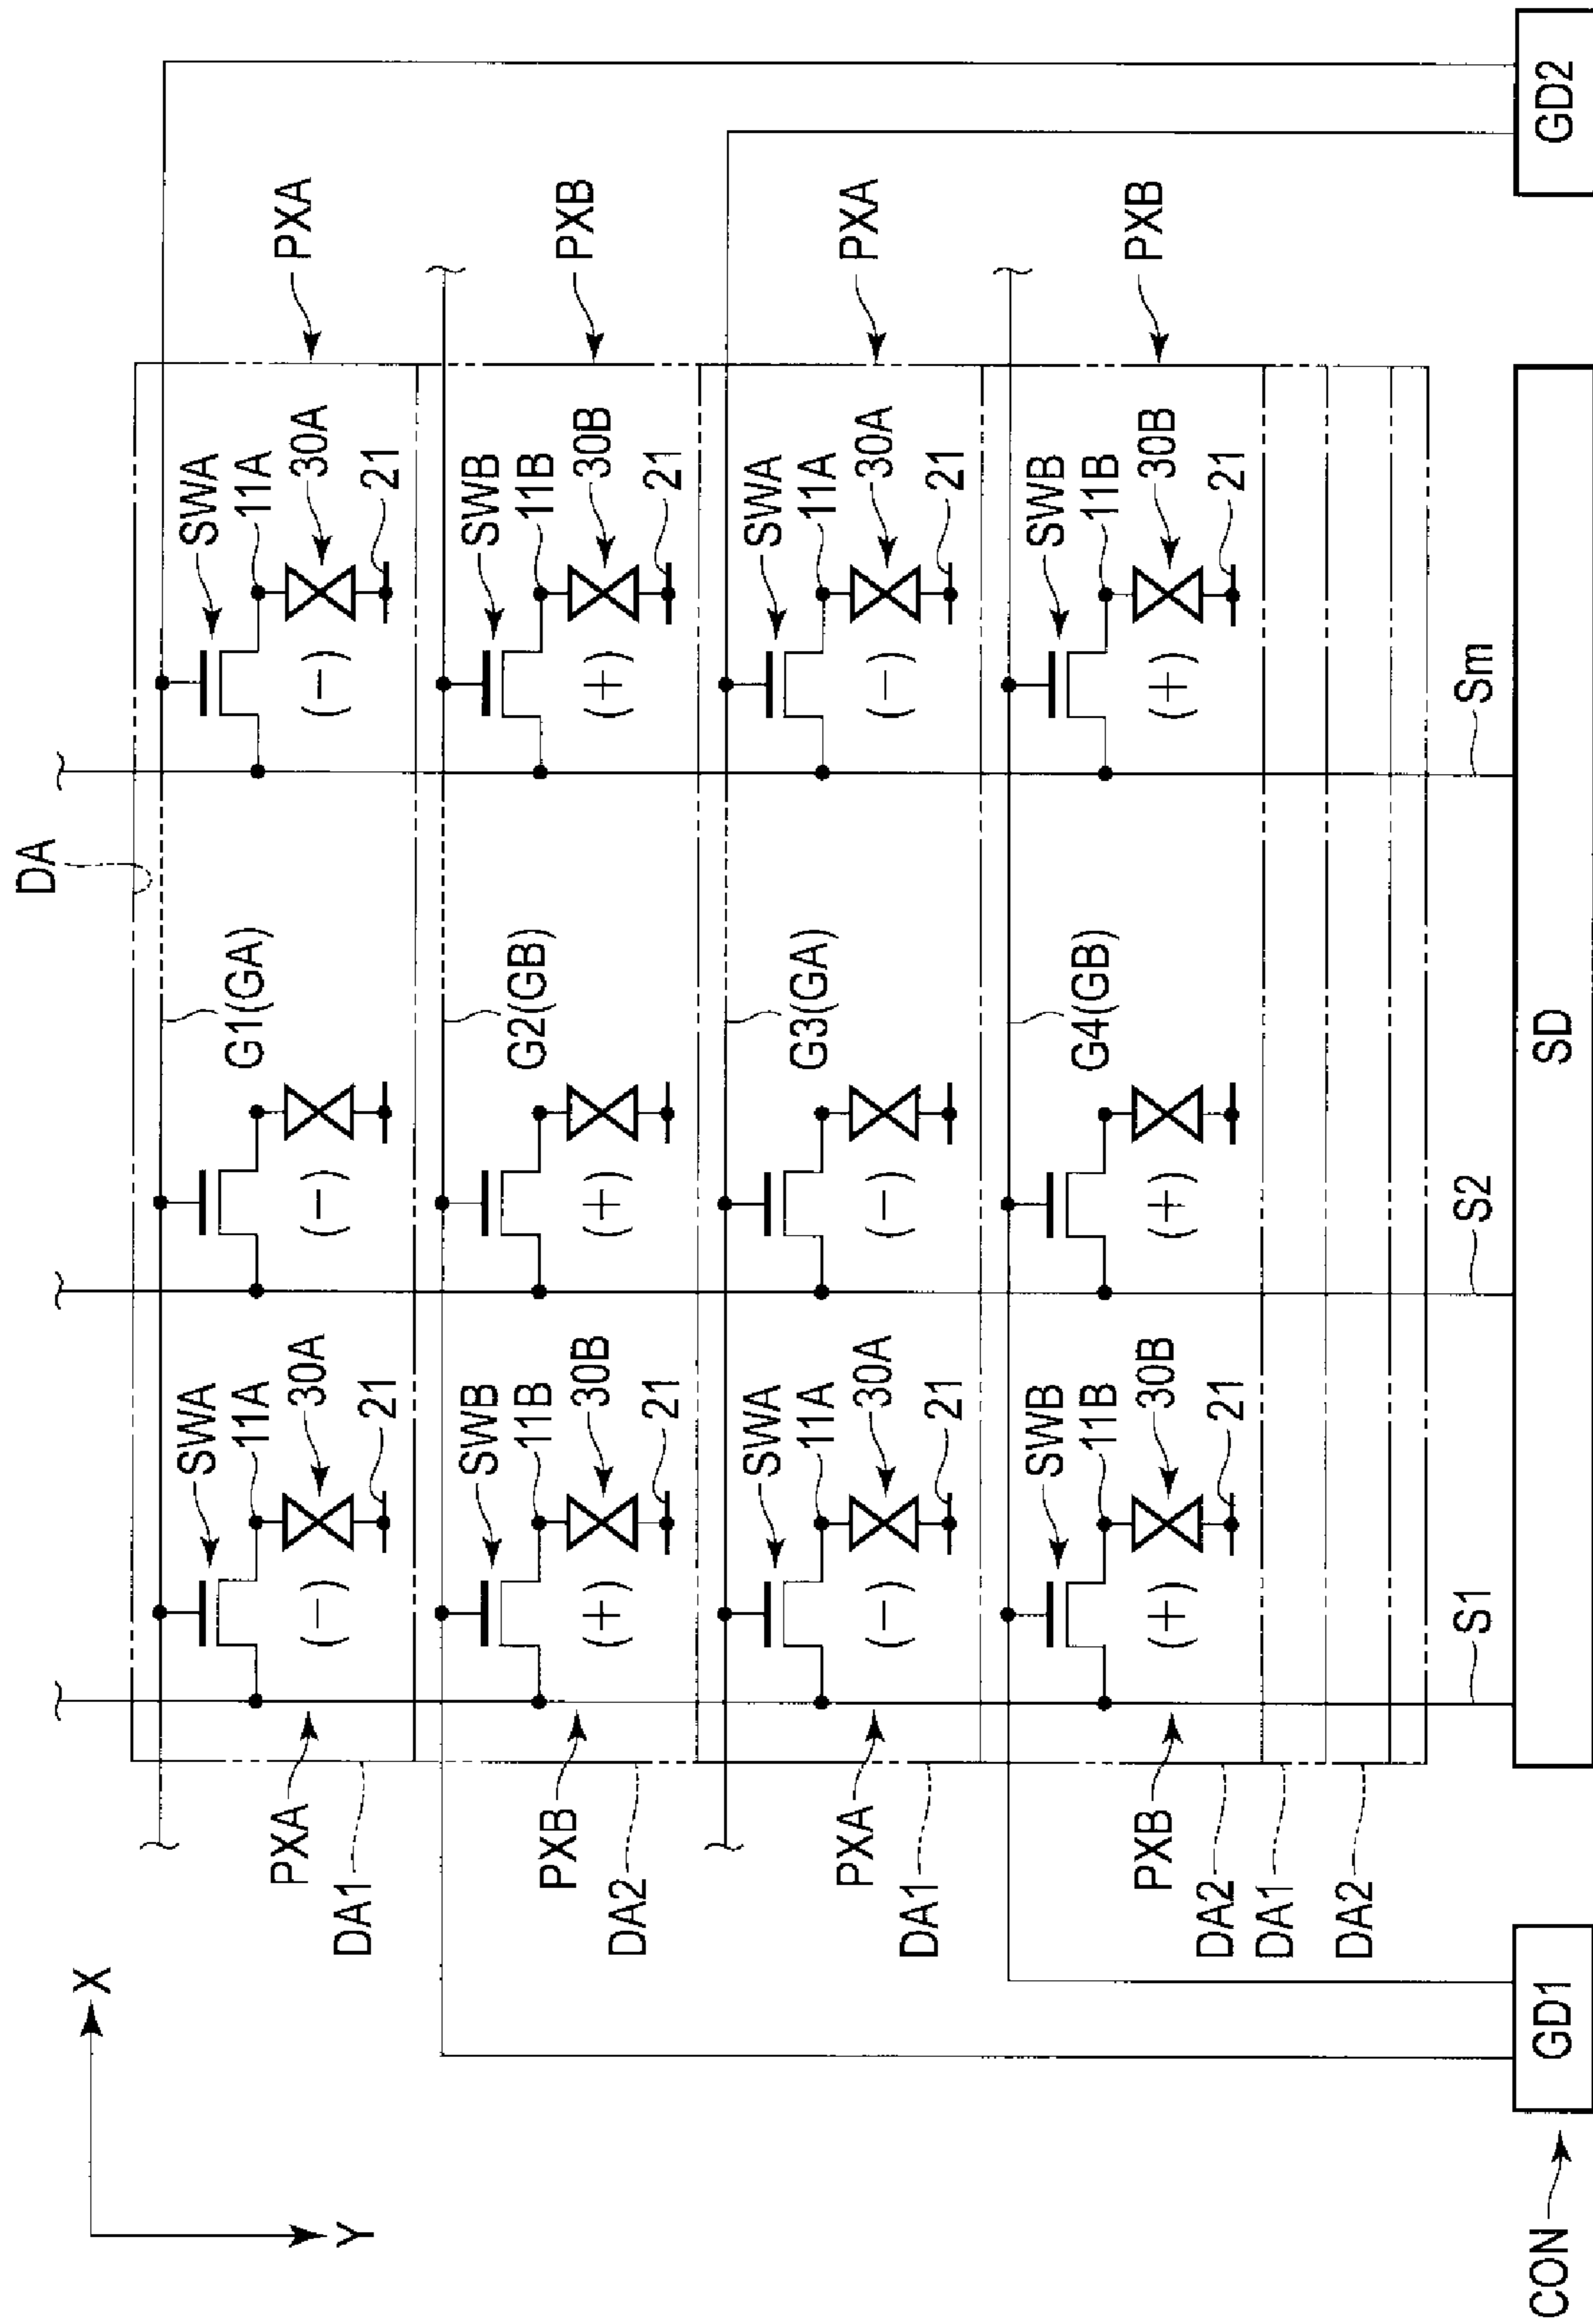 X
Y
DA
SWA
11A
30A
21
(−)
G1(GA)
(−)
SWA
11A
30A
21
(−)
PXA
PXA
DA1
SWB
11B
30B
21
(+)
G2(GB)
(+)
SWB
11B
30B
21
(+)
PXB
PXB
DA2
SWA
11A
30A
21
(−)
G3(GA)
(−)
SWA
11A
30A
21
(−)
PXA
PXA
DA1
SWB
11B
30B
21
(+)
G4(GB)
(+)
SWB
11B
30B
21
(+)
PXB
PXB
DA2
DA1
DA2
S1
S2
Sm
CON
GD1
SD
GD2